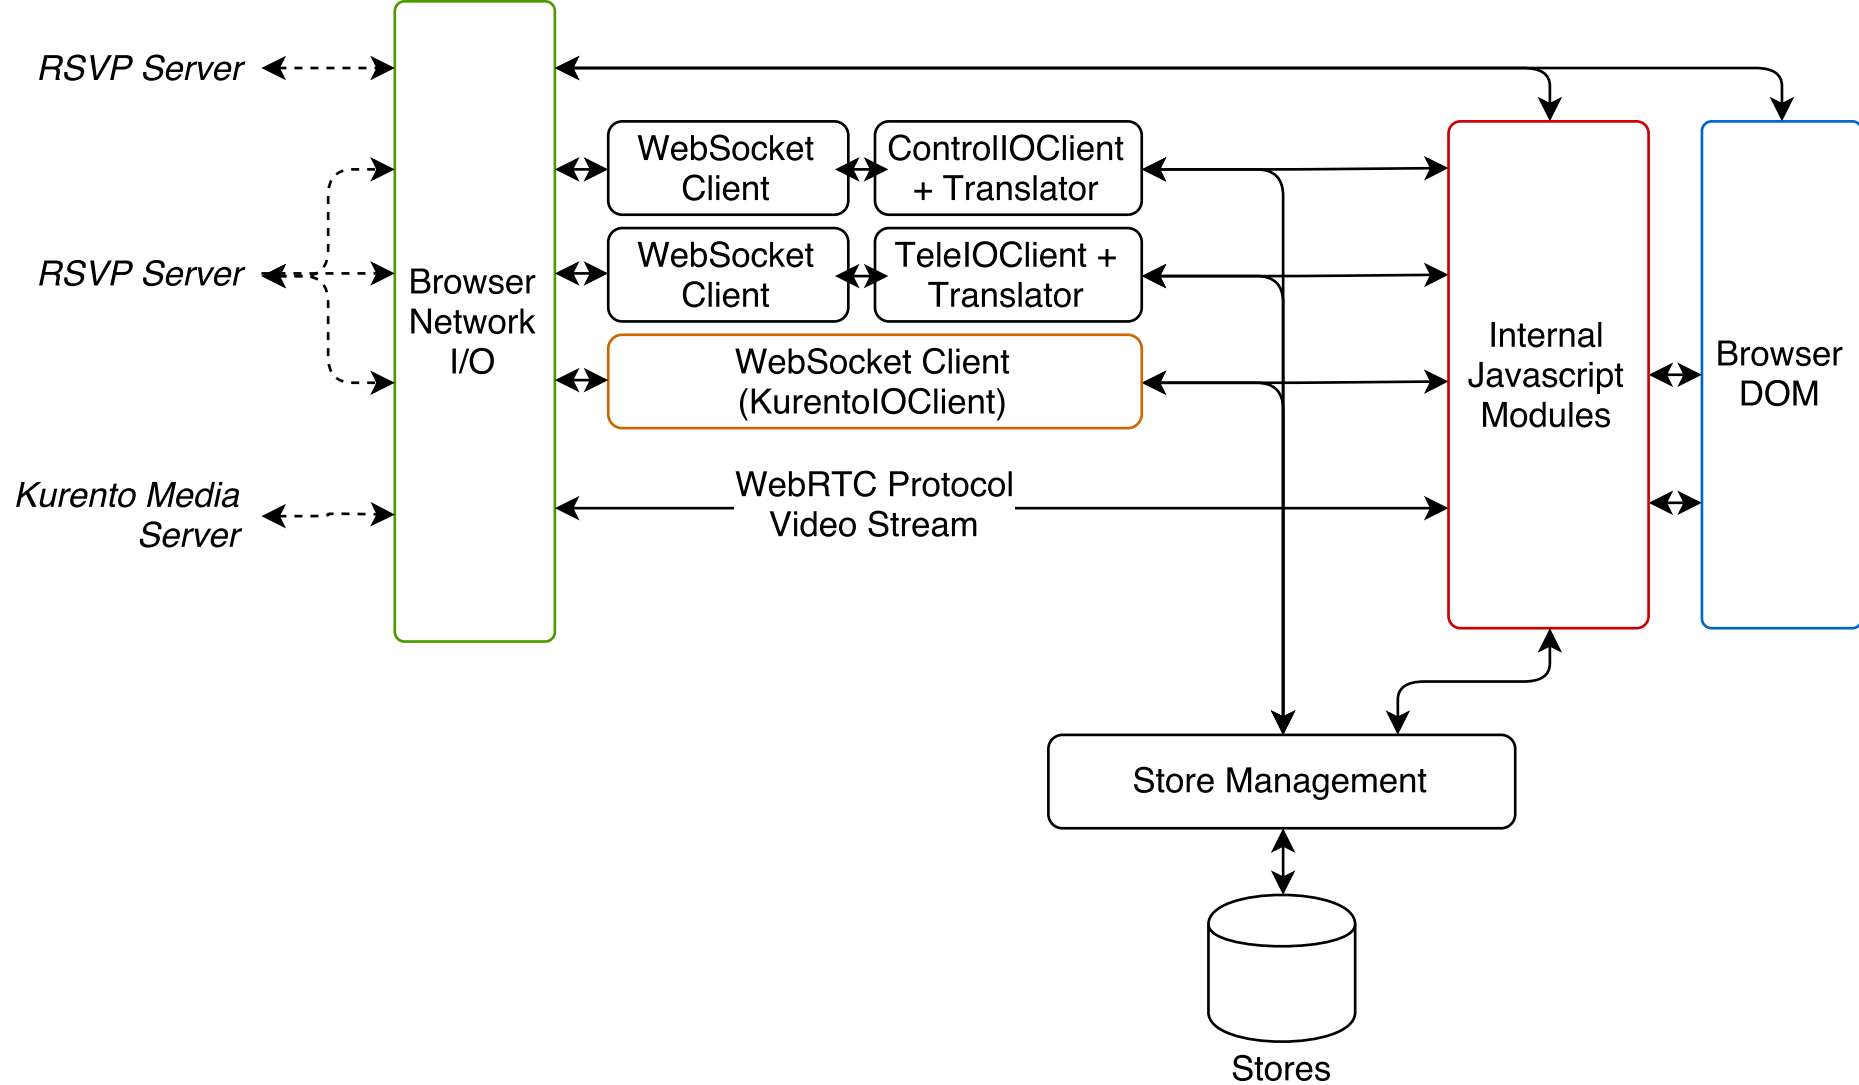 RSVP Server
WebSocket
Client
ControlIOClient
+ Translator
RSVP Server
Browser
Network
I/O
WebSocket
Client
TeleIOClient +
Translator
WebSocket Client
(KurentoIOClient)
Internal
Javascript
Modules
Browser
DOM
Kurento Media
Server
WebRTC Protocol
Video Stream
Store Management
Stores